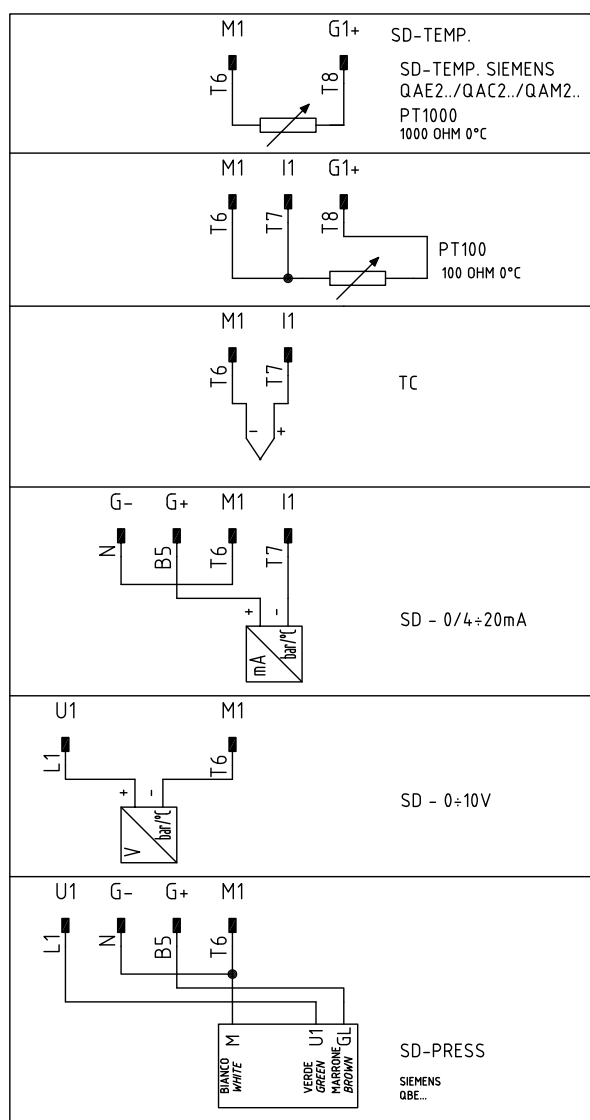 M1 G1+ SD-TEMP.
T6 T8
SD-TEMP. SIEMENS
QAE2../QAC2../QAM2..
PT1000
1000 OHM 0°C
M1 I1 G1+
T6 T7 T8
PT100
100 OHM 0°C
M1 I1
T6 T7
TC
- +
G- G+ M1 I1
N B5 T6 T7
+ -
mA bar/°C
SD - 0/4÷20mA
U1 M1
L1 T6
+ -
V bar/°C
SD - 0÷10V
U1 G- G+ M1
L1 N B5 T6
M U1 GL
BIANCO
WHITE
VERDE
GREEN
MARRONE
BROWN
SD-PRESS
SIEMENS
QBE...